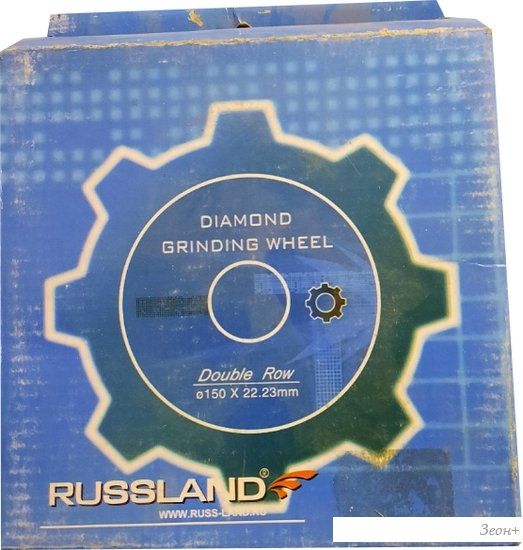 DIAMOND
GRINDING WHEEL
Double Row
ø150 X 22.23mm
RUSSLAND®
WWW.RUSS-LAND.RU
Зеон+